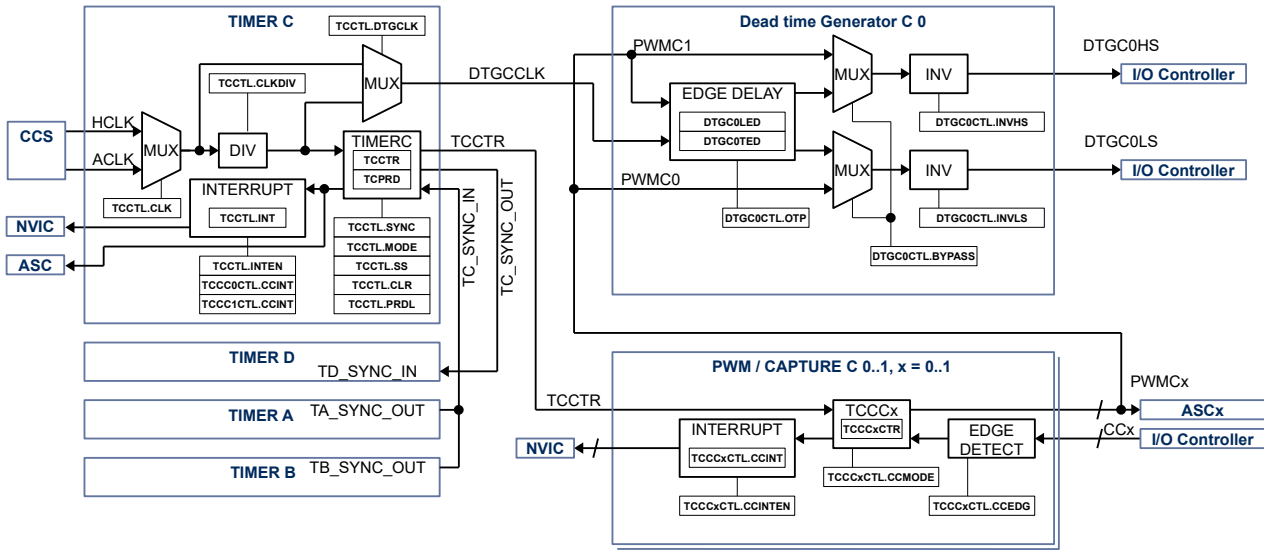 TIMER C
TCCTL.DTGCLK
MUX
TCCTL.CLKDIV
CCS
HCLK
ACLK
MUX
DIV
TCCTL.CLK
TIMERC
TCCTR
TCPRD
INTERRUPT
TCCTL.INT
TCCTL.INTEN
TCCC0CTL.CCINT
TCCC1CTL.CCINT
TCCTL.SYNC
TCCTL.MODE
TCCTL.SS
TCCTL.CLR
TCCTL.PRDL
NVIC
ASC
DTGCCLK
TCCTR
TC_SYNC_IN
TC_SYNC_OUT
TIMER D
TD_SYNC_IN
TIMER A
TA_SYNC_OUT
TIMER B
TB_SYNC_OUT
Dead time Generator C 0
PWMC1
EDGE DELAY
DTGC0LED
DTGC0TED
DTGC0CTL.OTP
PWMC0
MUX
MUX
INV
DTGC0CTL.INVHS
INV
DTGC0CTL.INVLS
DTGC0CTL.BYPASS
DTGC0HS
I/O Controller
DTGC0LS
I/O Controller
PWM / CAPTURE C 0..1, x = 0..1
TCCTR
TCCCx
TCCCxCTR
TCCCxCTL.CCMODE
INTERRUPT
TCCCxCTL.CCINT
TCCCxCTL.CCINTEN
EDGE
DETECT
TCCCxCTL.CCEDG
NVIC
PWMCx
ASCx
CCx
I/O Controller